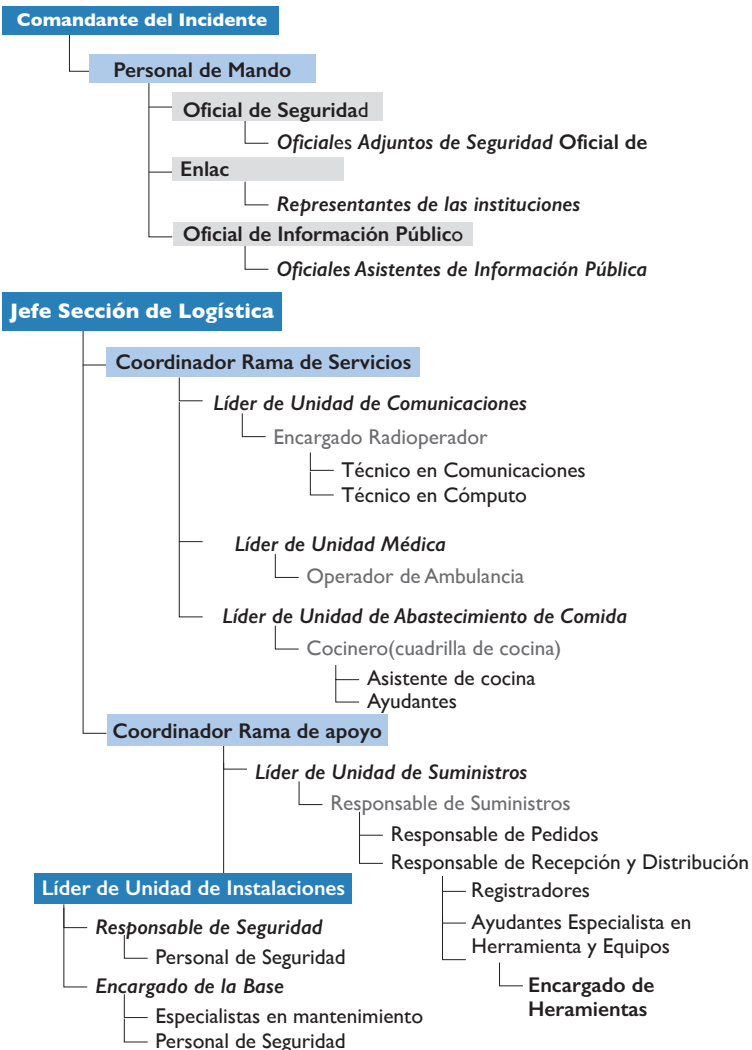 Comandante del Incidente
Personal de Mando
Oficial de Seguridad
Oficiales Adjuntos de Seguridad Oficial de
Enlac
Representantes de las instituciones
Oficial de Información Público
Oficiales Asistentes de Información Pública
Jefe Sección de Logística
Coordinador Rama de Servicios
Líder de Unidad de Comunicaciones
Encargado Radioperador
Técnico en Comunicaciones
Técnico en Cómputo
Líder de Unidad Médica
Operador de Ambulancia
Líder de Unidad de Abastecimiento de Comida
Cocinero(cuadrilla de cocina)
Asistente de cocina
Ayudantes
Coordinador Rama de apoyo
Líder de Unidad de Suministros
Responsable de Suministros
Responsable de Pedidos
Responsable de Recepción y Distribución
Registradores
Ayudantes Especialista en
Herramienta y Equipos
Encargado de
Heramientas
Líder de Unidad de Instalaciones
Responsable de Seguridad
Personal de Seguridad
Encargado de la Base
Especialistas en mantenimiento
Personal de Seguridad